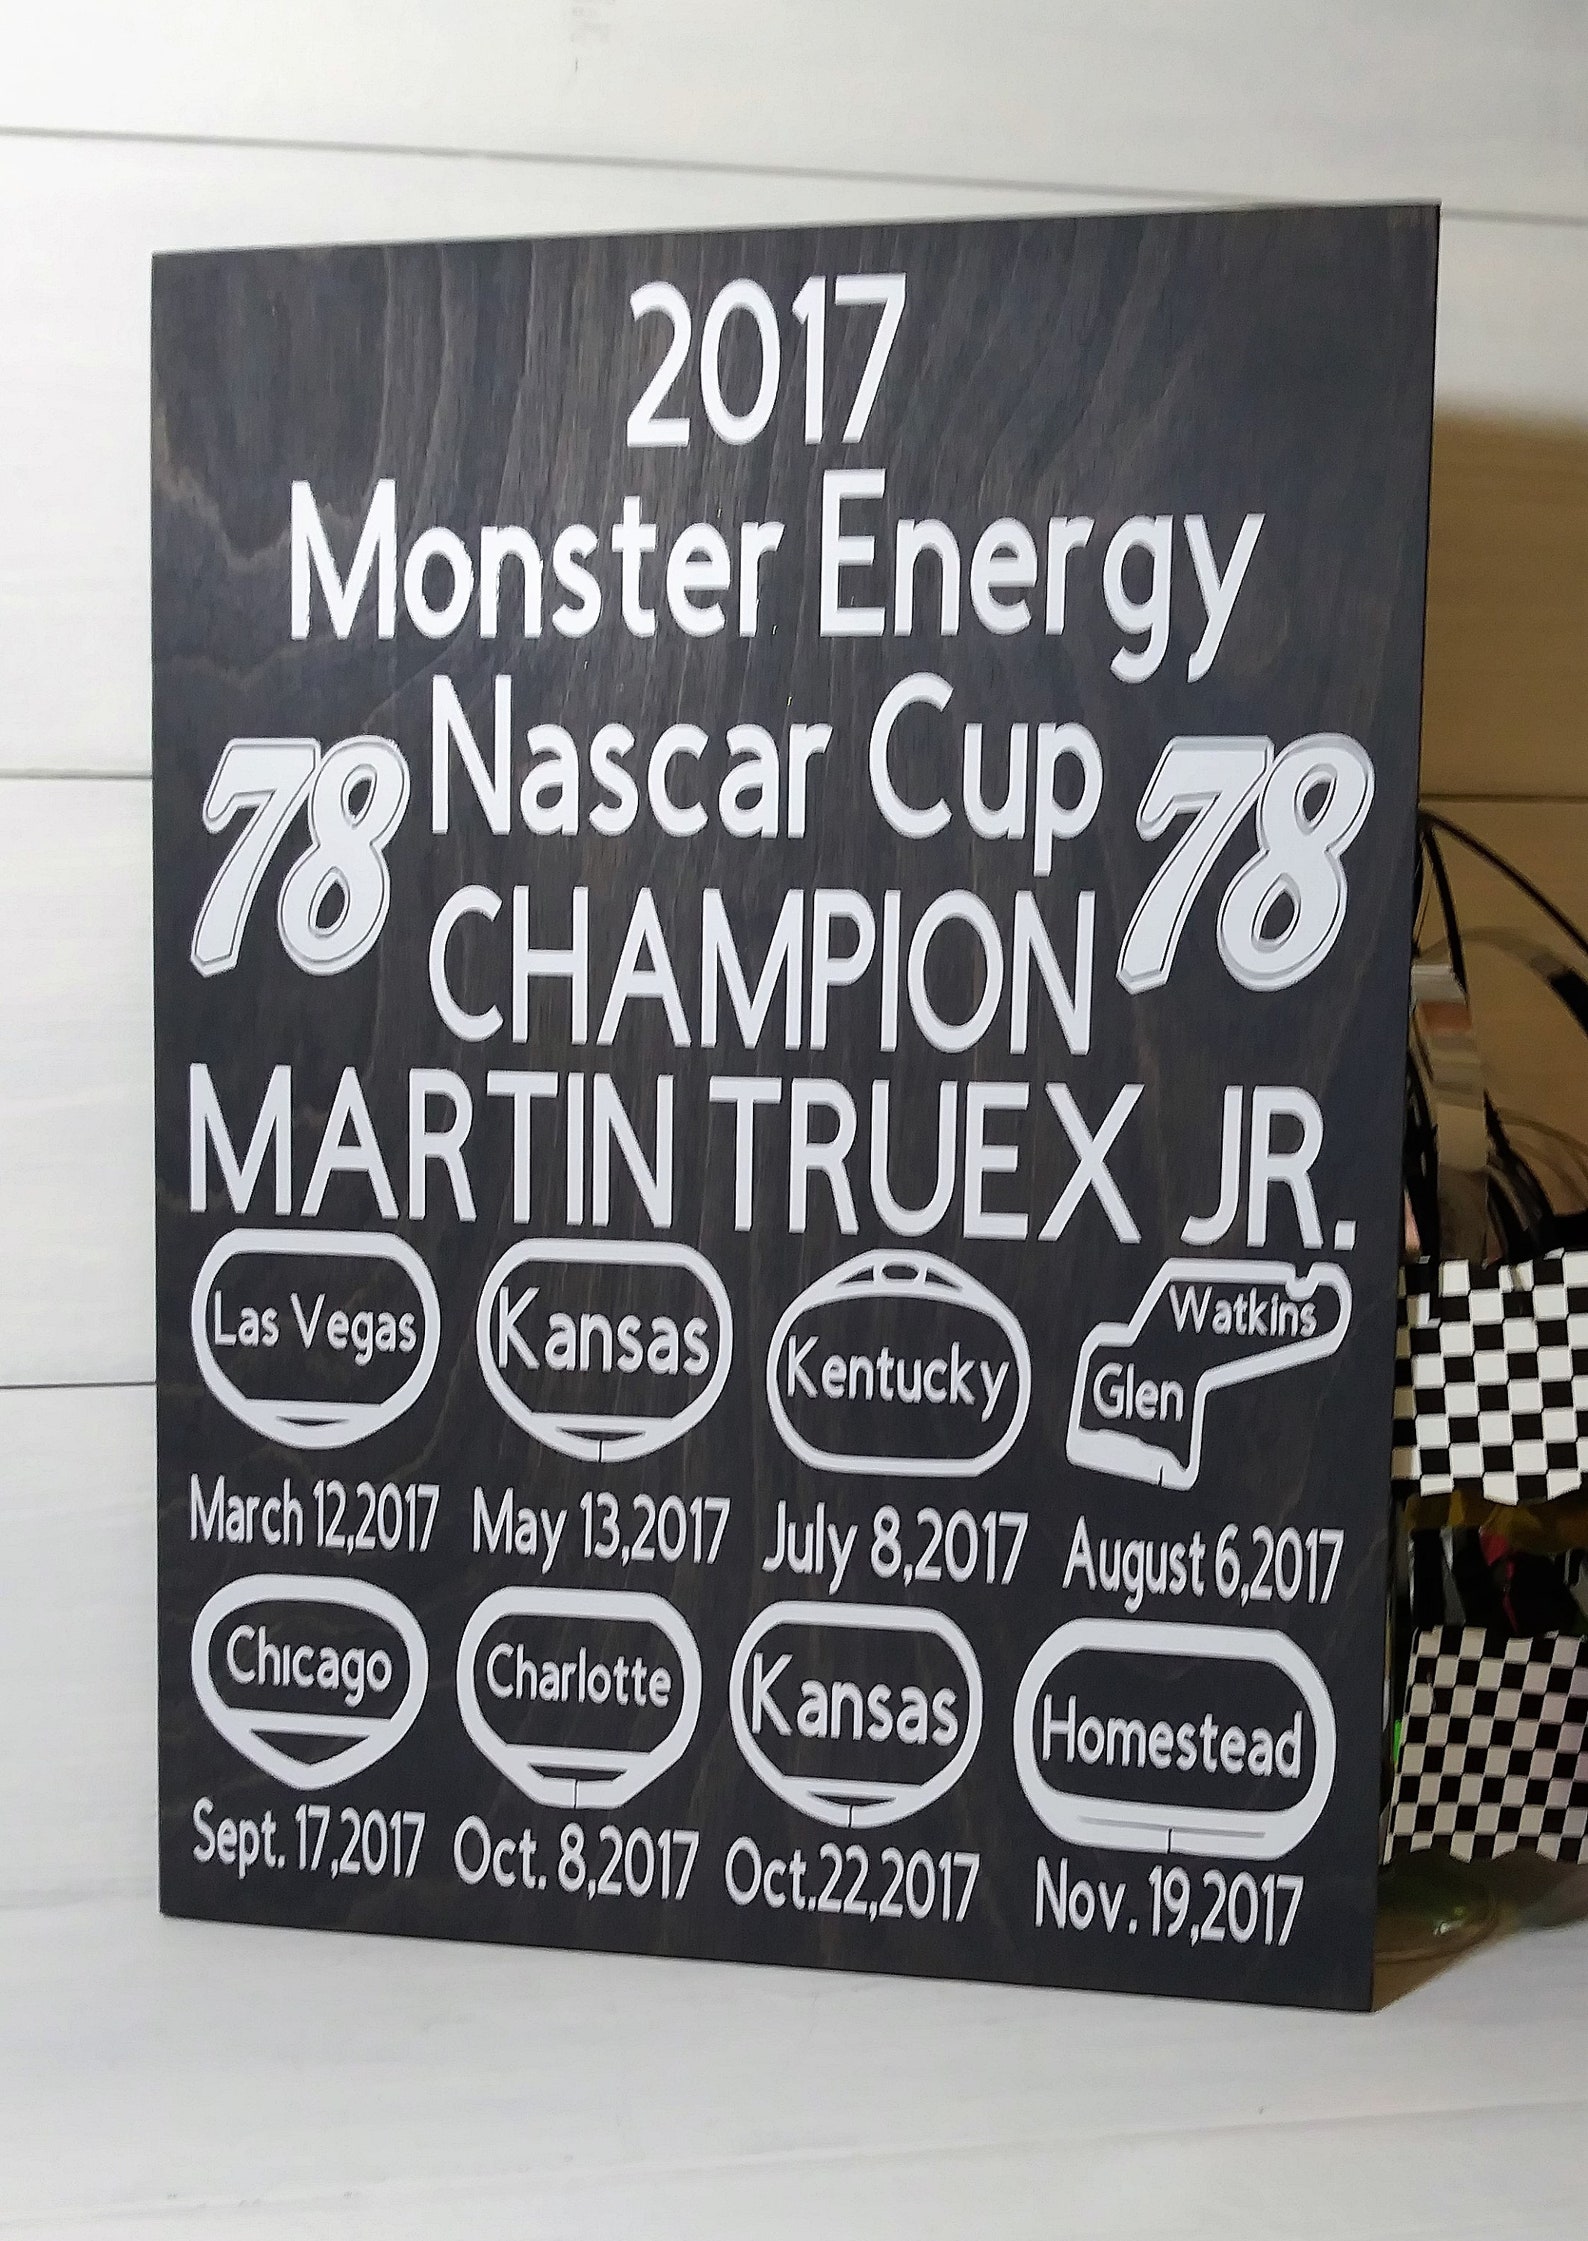 2017
Monster Energy
Nascar Cup
78 78
CHAMPION
MARTIN TRUEX JR.
Las Vegas Kansas Kentucky Watkins Glen
March 12,2017 May 13,2017 July 8,2017 August 6,2017
Chicago Charlotte Kansas Homestead
Sept. 17,2017 Oct. 8,2017 Oct.22,2017 Nov. 19,2017